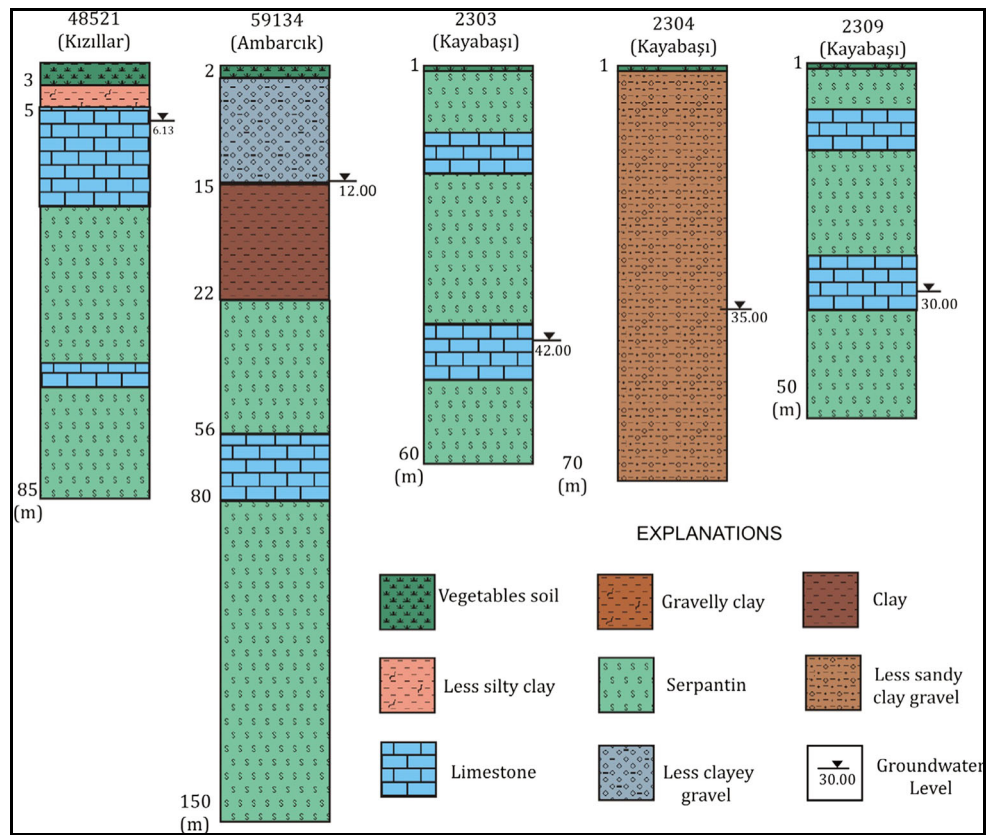 48521
(Kızıllar)
3
5
6.13
85
(m)
59134
(Ambarcık)
2
15
12.00
22
56
80
150
(m)
2303
(Kayabaşı)
1
42.00
60
(m)
2304
(Kayabaşı)
1
35.00
70
(m)
2309
(Kayabaşı)
1
30.00
50
(m)
EXPLANATIONS
Vegetables soil
Gravelly clay
Clay
Less silty clay
Serpantin
Less sandy
clay gravel
Limestone
Less clayey
gravel
30.00
Groundwater
Level